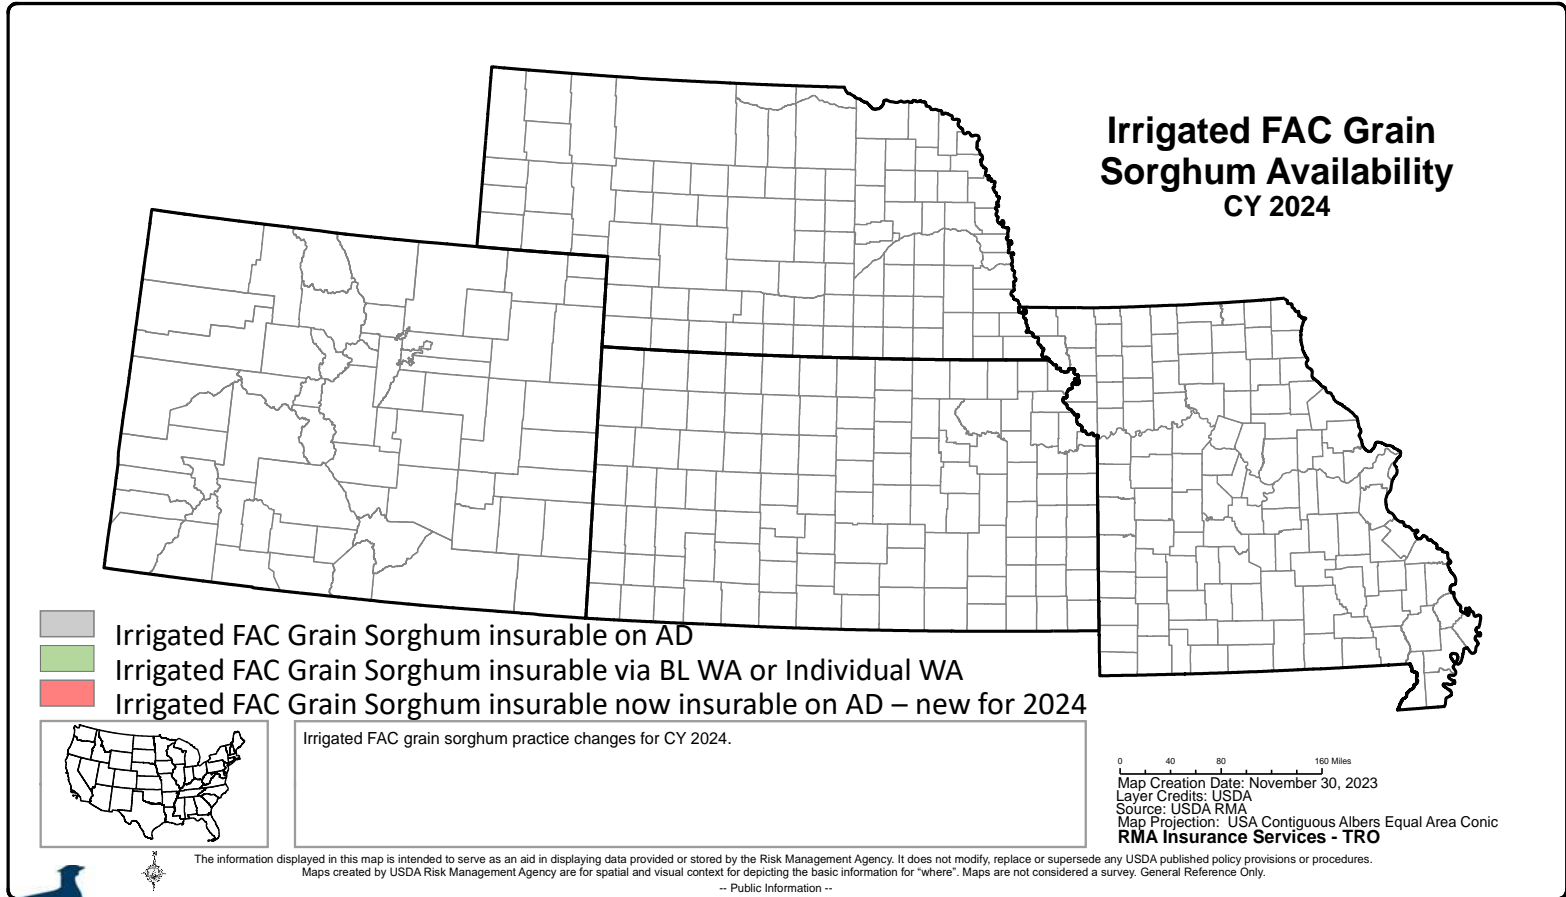 Irrigated FAC Grain
Sorghum Availability
CY 2024
Irrigated FAC Grain Sorghum insurable on AD
Irrigated FAC Grain Sorghum insurable via BL WA or Individual WA
Irrigated FAC Grain Sorghum insurable now insurable on AD – new for 2024
Irrigated FAC grain sorghum practice changes for CY 2024.
0 40 80 160 Miles
Map Creation Date: November 30, 2023
Layer Credits: USDA
Source: USDA RMA
Map Projection: USA Contiguous Albers Equal Area Conic
RMA Insurance Services - TRO
The information displayed in this map is intended to serve as an aid in displaying data provided or stored by the Risk Management Agency. It does not modify, replace or supersede any USDA published policy provisions or procedures.
Maps created by USDA Risk Management Agency are for spatial and visual context for depicting the basic information for “where”. Maps are not considered a survey. General Reference Only.
-- Public Information --